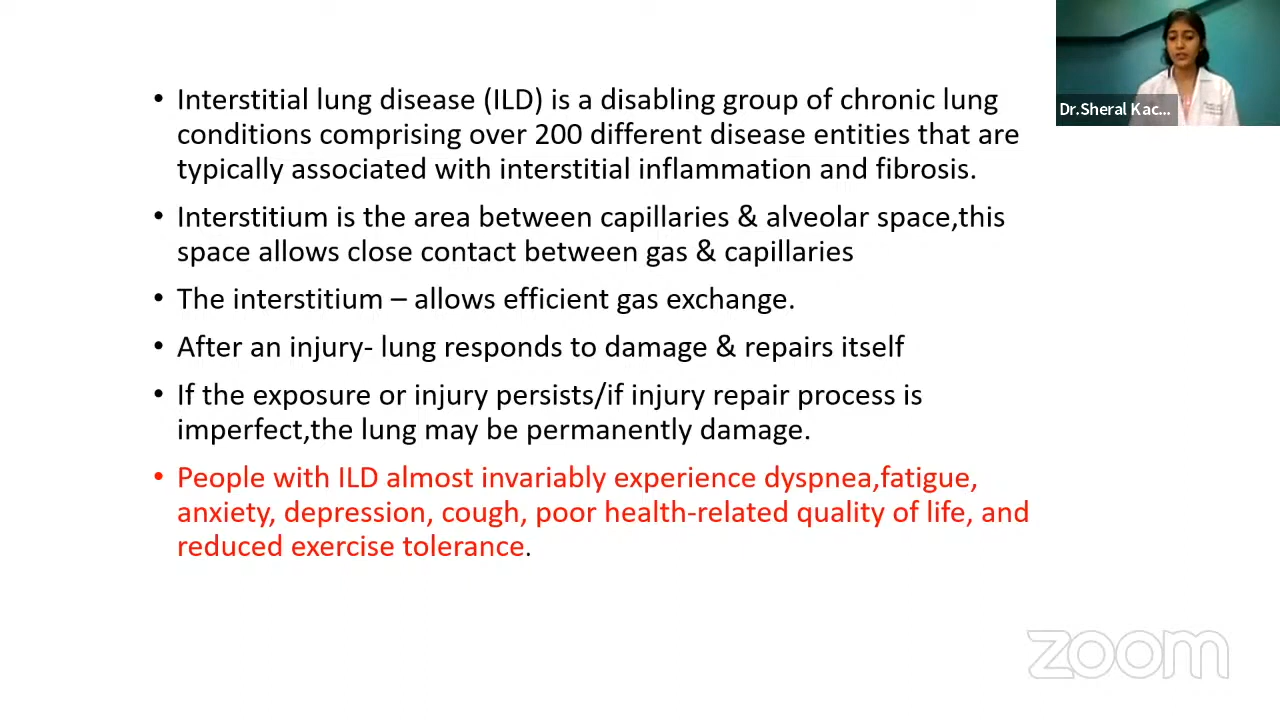 • Interstitial lung disease (ILD) is a disabling group of chronic lung
conditions comprising over 200 different disease entities that are
typically associated with interstitial inflammation and fibrosis.
• Interstitium is the area between capillaries & alveolar space,this
space allows close contact between gas & capillaries
• The interstitium – allows efficient gas exchange.
• After an injury- lung responds to damage & repairs itself
• If the exposure or injury persists/if injury repair process is
imperfect,the lung may be permanently damage.
• People with ILD almost invariably experience dyspnea,fatigue,
anxiety, depression, cough, poor health-related quality of life, and
reduced exercise tolerance.
Dr.Sheral Kac...
zoom